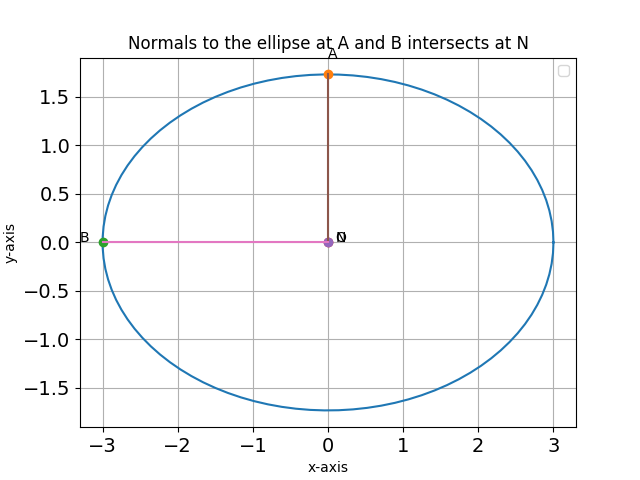 Normals to the ellipse at A and B intersects at N
A
1.5
1.0
0.5
B
0.0
O
N
−0.5
−1.0
−1.5
y-axis
−3
−2
−1
0
1
2
3
x-axis